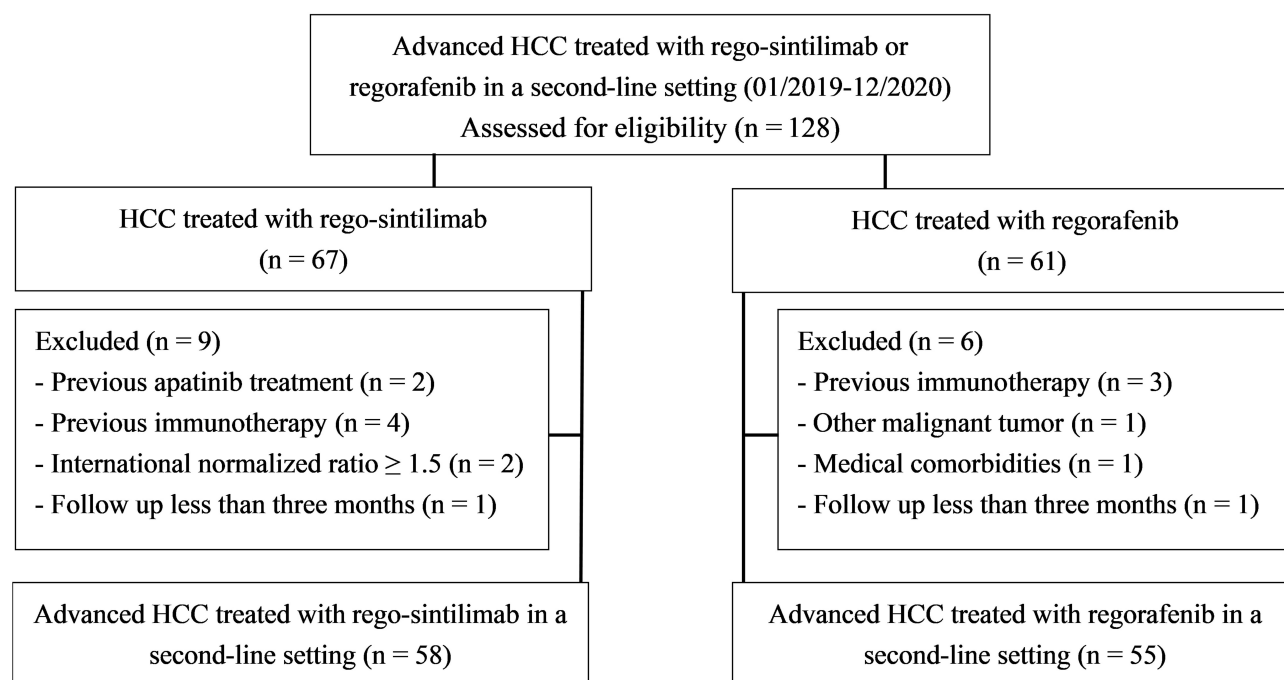 Advanced HCC treated with rego-sintilimab or
regorafenib in a second-line setting (01/2019-12/2020)
Assessed for eligibility (n = 128)
HCC treated with rego-sintilimab
(n = 67)
HCC treated with regorafenib
(n = 61)
Excluded (n = 9)
- Previous apatinib treatment (n = 2)
- Previous immunotherapy (n = 4)
- International normalized ratio ≥ 1.5 (n = 2)
- Follow up less than three months (n = 1)
Excluded (n = 6)
- Previous immunotherapy (n = 3)
- Other malignant tumor (n = 1)
- Medical comorbidities (n = 1)
- Follow up less than three months (n = 1)
Advanced HCC treated with rego-sintilimab in a
second-line setting (n = 58)
Advanced HCC treated with regorafenib in a
second-line setting (n = 55)